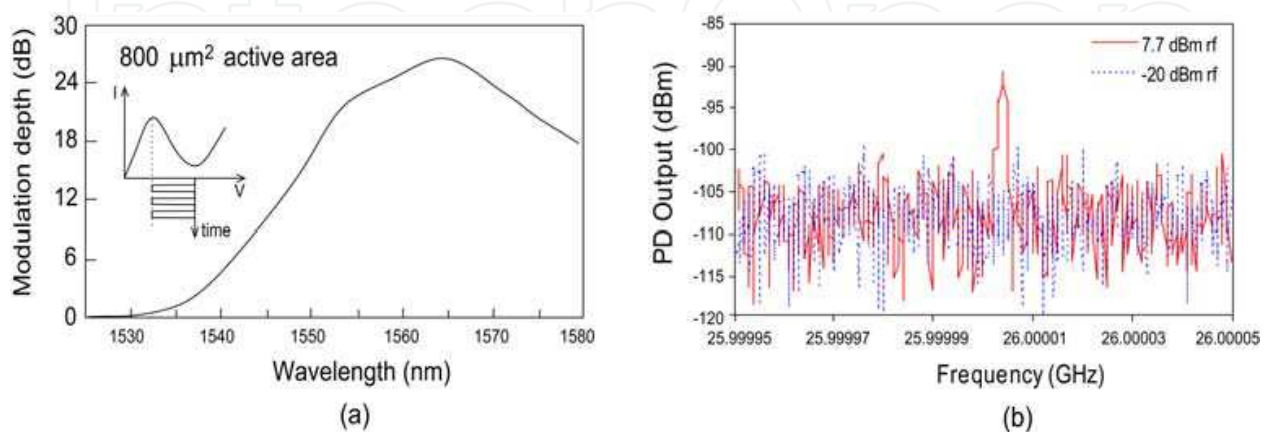 30
24
18
12
6
0
Modulation depth (dB)
800 μm² active area
I
V
time
1530 1540 1550 1560 1570 1580
Wavelength (nm)
(a)
-85
-90
-95
-100
-105
-110
-115
-120
PD Output (dBm)
7.7 dBm rf
-20 dBm rf
25.99995 25.99997 25.99999 26.00001 26.00003 26.00005
Frequency (GHz)
(b)